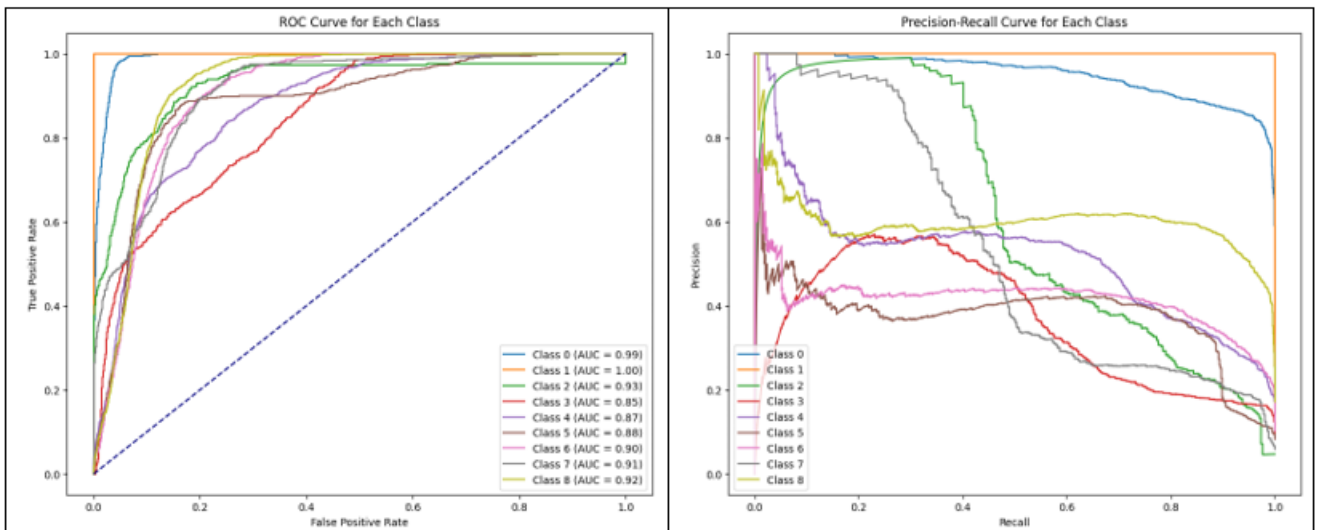 ROC Curve for Each Class
1.0
0.8
0.6
0.4
0.2
0.0
True Positive Rate
0.0
0.2
0.4
0.6
0.8
1.0
False Positive Rate
Class 0 (AUC = 0.99)
Class 1 (AUC = 1.00)
Class 2 (AUC = 0.93)
Class 3 (AUC = 0.85)
Class 4 (AUC = 0.87)
Class 5 (AUC = 0.88)
Class 6 (AUC = 0.90)
Class 7 (AUC = 0.91)
Class 8 (AUC = 0.92)
Precision-Recall Curve for Each Class
1.0
0.8
0.6
0.4
0.2
0.0
Precision
0.0
0.2
0.4
0.6
0.8
1.0
Recall
Class 0
Class 1
Class 2
Class 3
Class 4
Class 5
Class 6
Class 7
Class 8